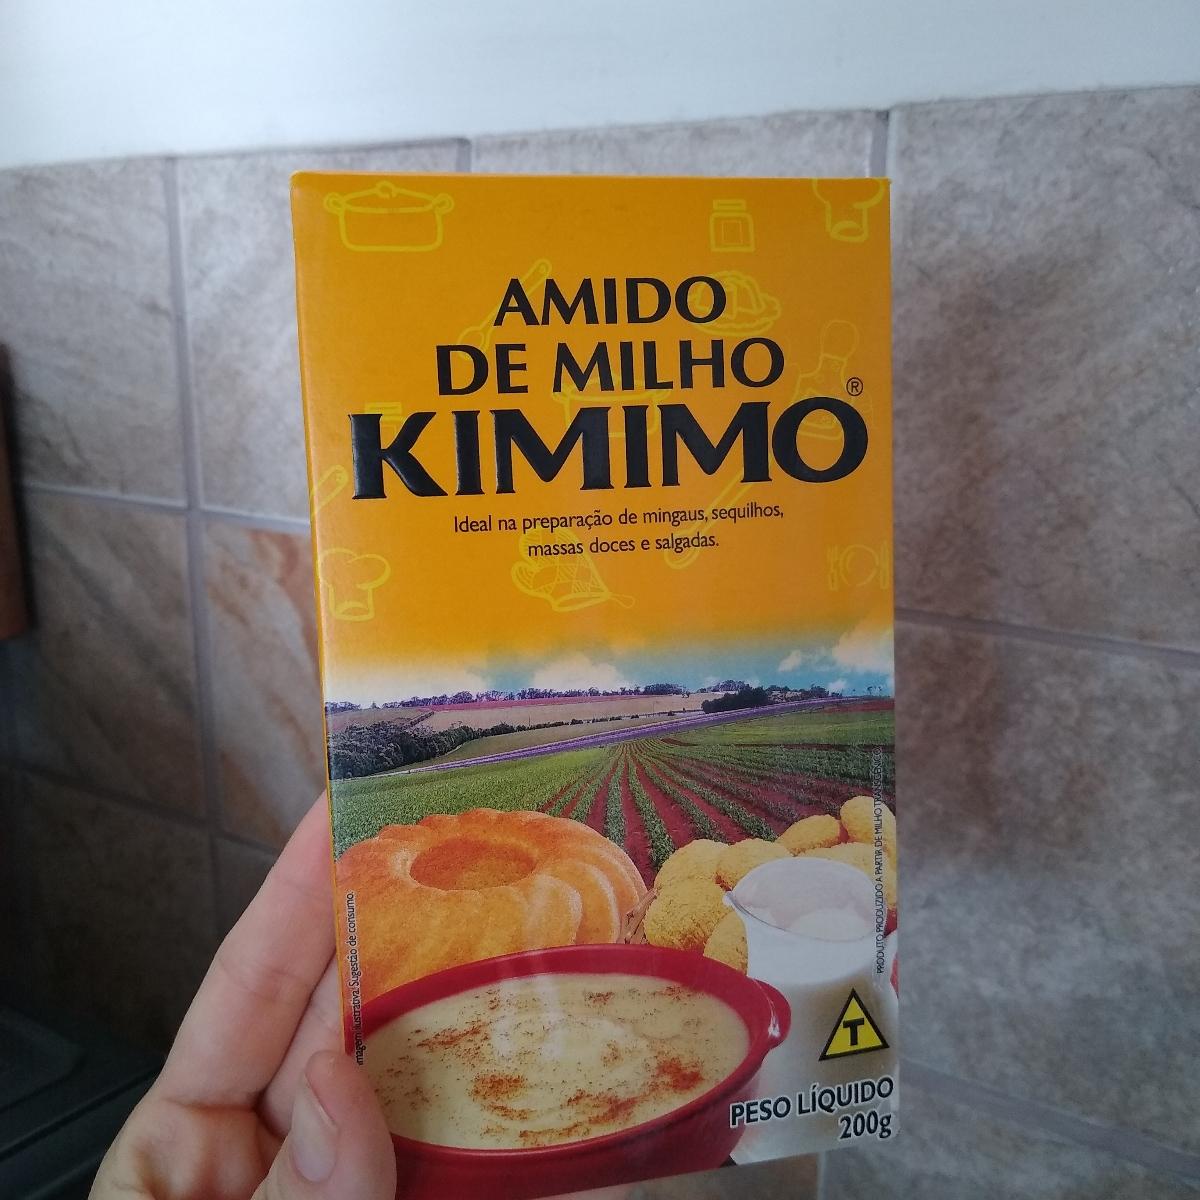 AMIDO
DE MILHO
KIMIMO®
Ideal na preparação de mingaus, sequilhos,
massas doces e salgadas.
Imagem ilustrativa. Sugestão de consumo.
PRODUTO PRODUZIDO A PARTIR DE MILHO TRANSGÊNICO
T
PESO LÍQUIDO
200g